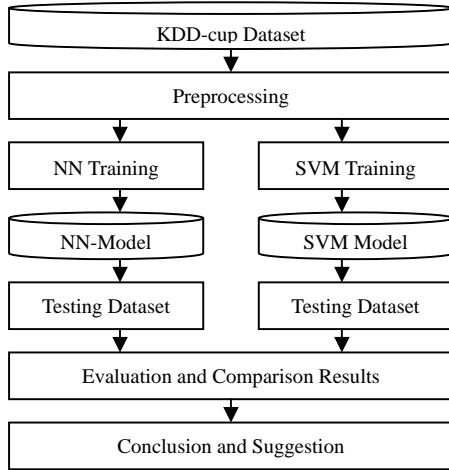 KDD-cup Dataset
Preprocessing
NN Training
SVM Training
NN-Model
SVM Model
Testing Dataset
Testing Dataset
Evaluation and Comparison Results
Conclusion and Suggestion